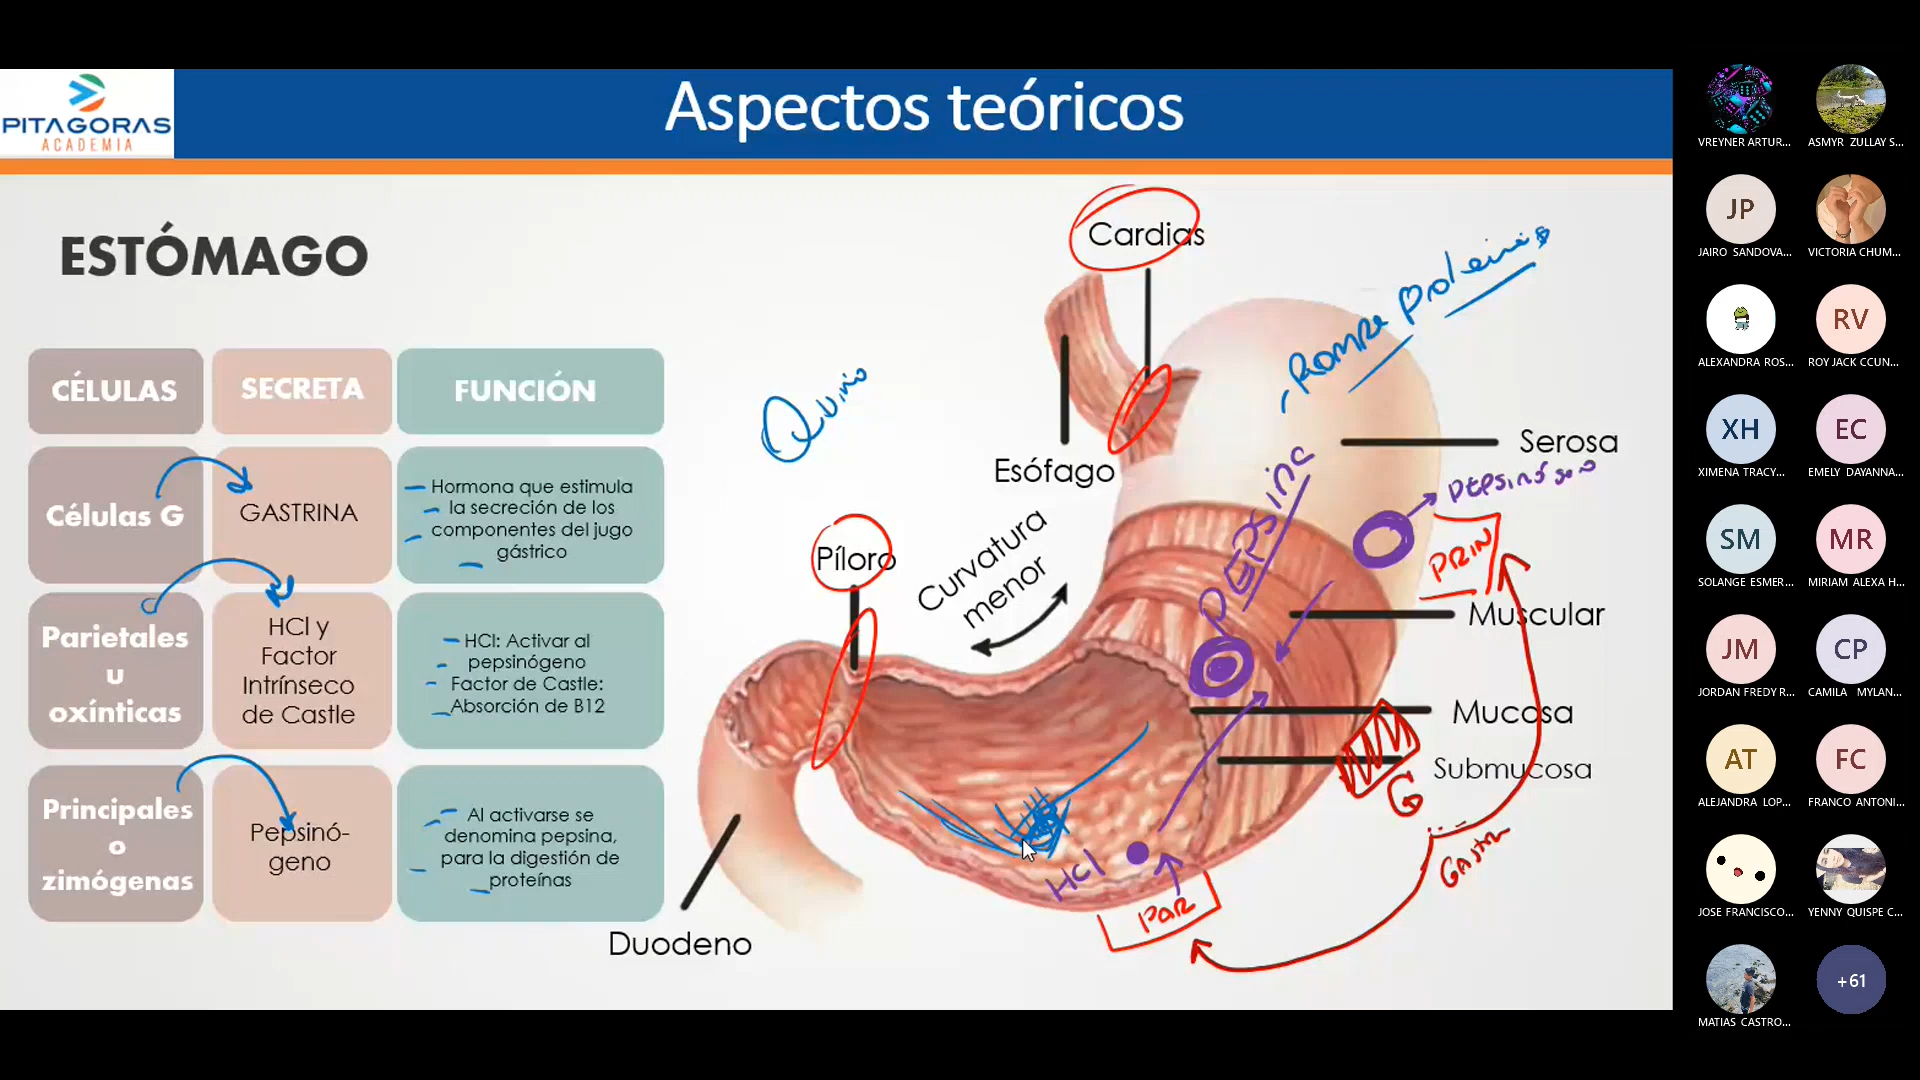 PITAGORAS
ACADEMIA
Aspectos teóricos
ESTÓMAGO
CÉLULAS
SECRETA
FUNCIÓN
Células G
GASTRINA
Hormona que estimula
la secreción de los
componentes del jugo
gástrico
Parietales
u
oxínticas
HCl y
Factor
Intrínseco
de Castle
HCl: Activar al
pepsinógeno
Factor de Castle:
Absorción de B12
Principales
o
zimógenas
Pepsinó-
geno
Al activarse se
denomina pepsina,
para la digestión de
proteínas
Cardias
Esófago
Píloro
Curvatura
menor
Duodeno
Serosa
Muscular
Mucosa
Submucosa
Quimo
Rompe proteínas
PEPSINA
PEPSINÓGENO
PRIN
G
HCl
PAR
VREYNER ARTUR...
ASMYR ZULLAY S...
JP
JAIRO SANDOVA...
VICTORIA CHUM...
ALEXANDRA ROS...
RV
ROY JACK CCUN...
XH
XIMENA TRACY...
EC
EMELY DAYANNA...
SM
SOLANGE ESMER...
MR
MIRIAM ALEXA H...
JM
JORDAN FREDY R...
CP
CAMILA MYLAN...
AT
ALEJANDRA LOP...
FC
FRANCO ANTONI...
JOSE FRANCISCO...
YENNY QUISPE C...
MATIAS CASTRO...
+61